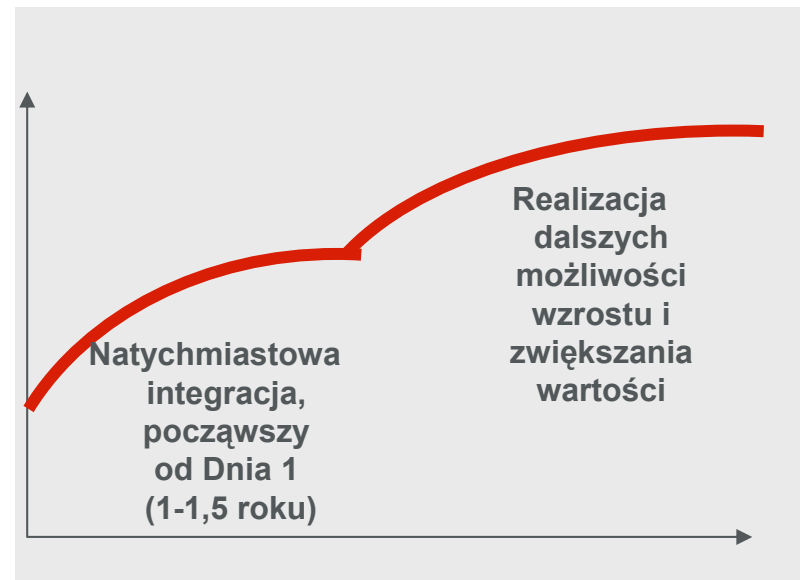 Realizacja
dalszych
możliwości
wzrostu i
zwiększania
wartości
Natychmiastowa
integracja,
począwszy
od Dnia 1
(1-1,5 roku)